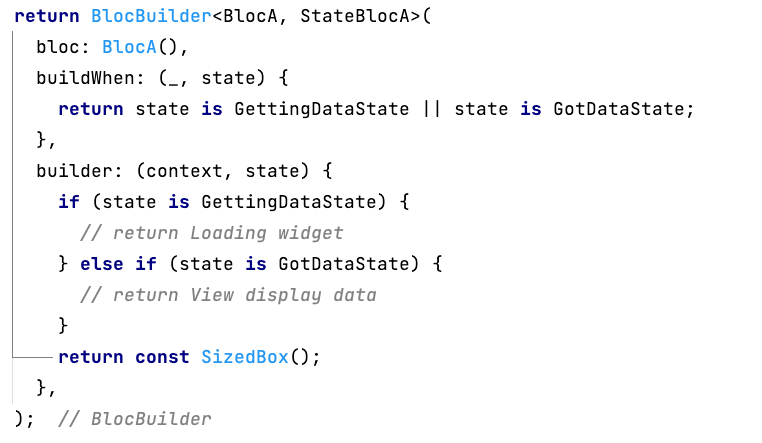 return BlocBuilder<BlocA, StateBlocA>(
  bloc: BlocA(),
  buildWhen: (_, state) {
    return state is GettingDataState || state is GotDataState;
  },
  builder: (context, state) {
    if (state is GettingDataState) {
      // return Loading widget
    } else if (state is GotDataState) {
      // return View display data
    }
    return const SizedBox();
  },
);  // BlocBuilder